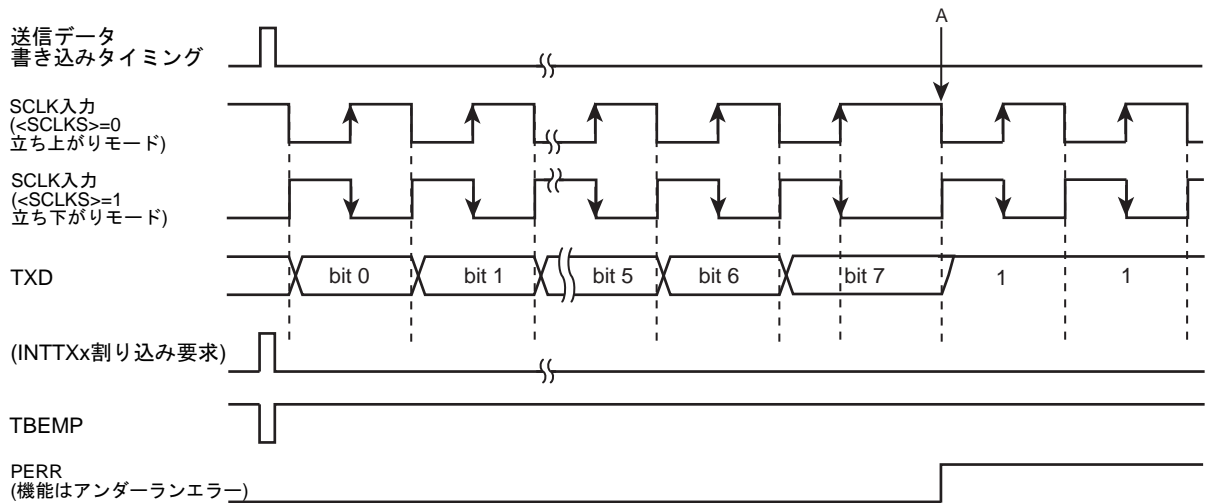 A
送信データ
書き込みタイミング
SCLK入力
(<SCLKS>=0
立ち上がりモード)
SCLK入力
(<SCLKS>=1
立ち下がりモード)
TXD
bit 0
bit 1
bit 5
bit 6
bit 7
1
1
(INTTXx割り込み要求)
TBEMP
PERR
(機能はアンダーランエラー)